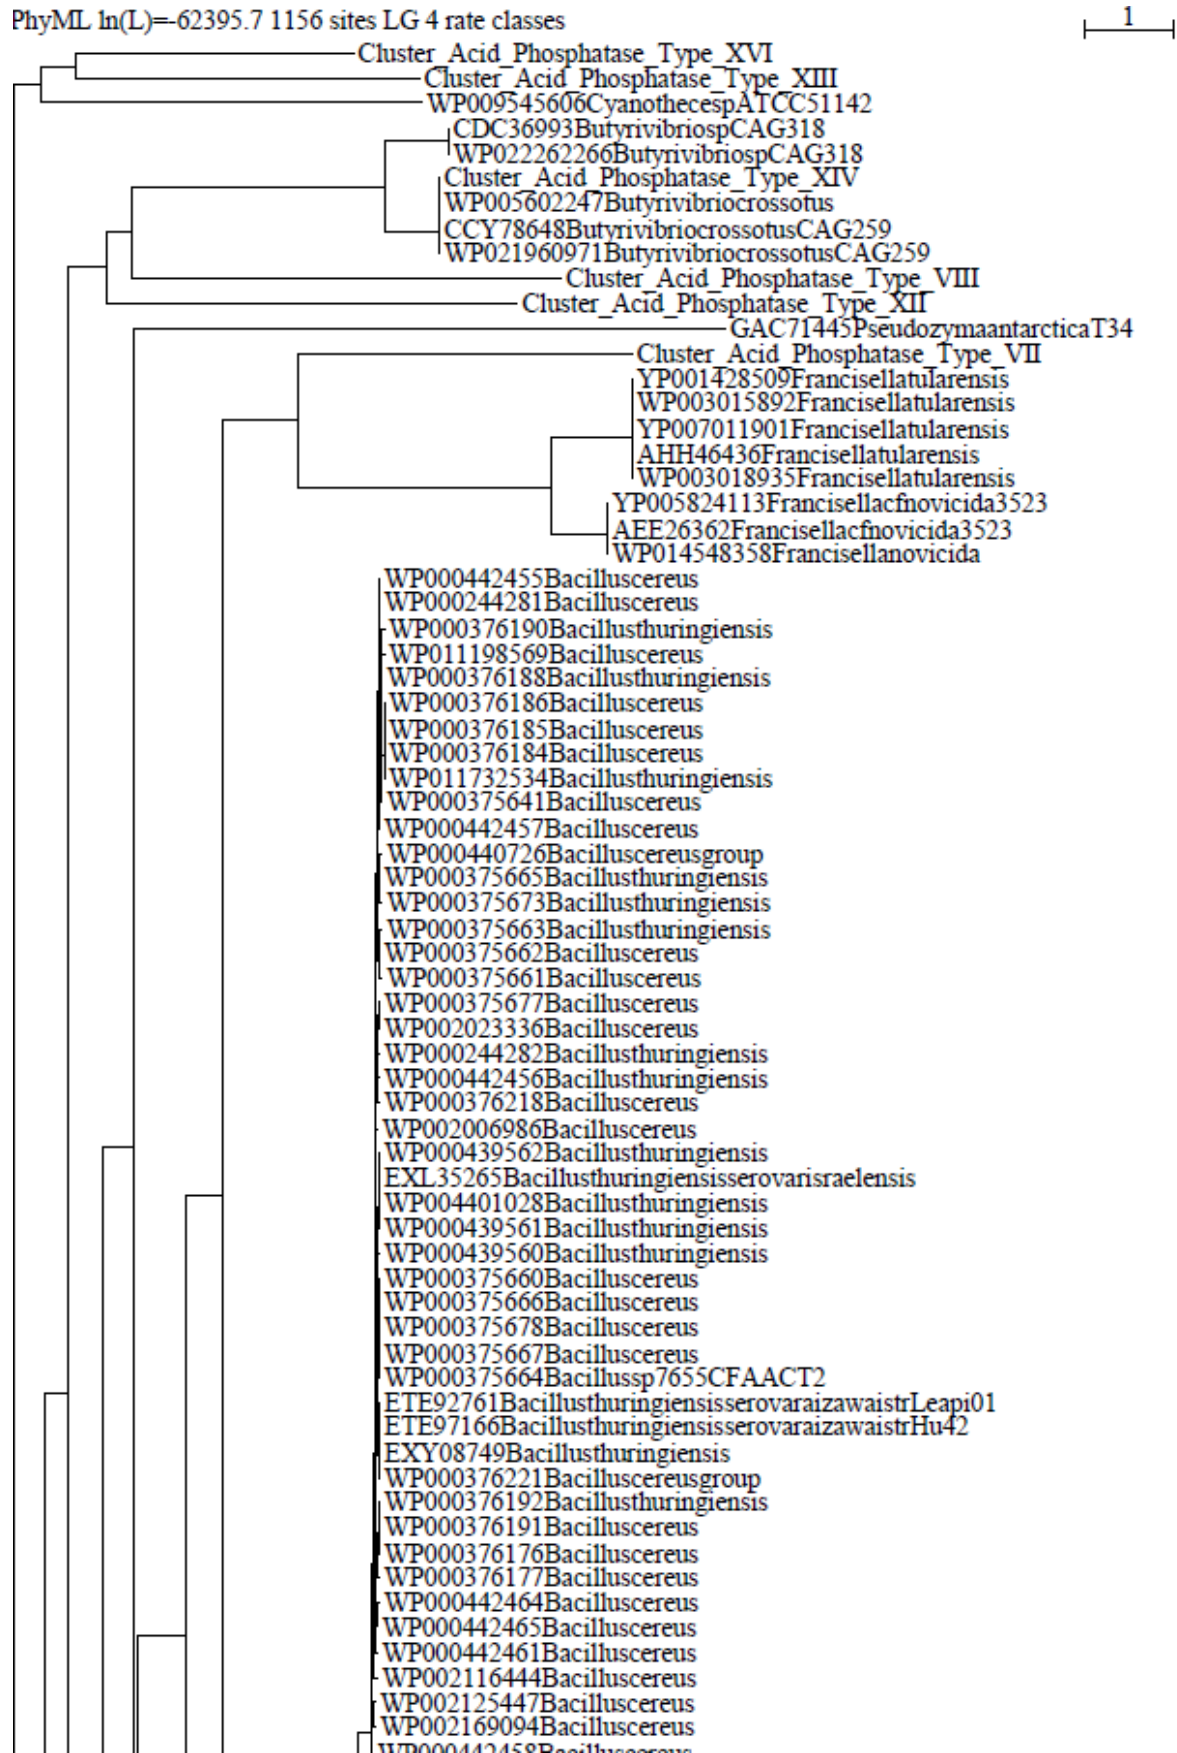 PhyML ln(L)=-62395.7 1156 sites LG 4 rate classes
1
Cluster_Acid_Phosphatase_Type_XVI
Cluster_Acid_Phosphatase_Type_XIII
WP009545606CyanothecespATCC51142
CDC36993ButyrivibriospCAG318
WP022262266ButyrivibriospCAG318
Cluster_Acid_Phosphatase_Type_XIV
WP005602247Butyrivibriocrossotus
CCY78648ButyrivibriocrossotusCAG259
WP021960971ButyrivibriocrossotusCAG259
Cluster_Acid_Phosphatase_Type_VIII
Cluster_Acid_Phosphatase_Type_XII
GAC71445PseudozymaantarcticaT34
Cluster_Acid_Phosphatase_Type_VII
YP001428509Francisellatularensis
WP003015892Francisellatularensis
YP007011901Francisellatularensis
AHH46436Francisellatularensis
WP003018935Francisellatularensis
YP005824113Francisellacfnovicida3523
AEE26362Francisellacfnovicida3523
WP014548358Francisellanovicida
WP000442455Bacilluscereus
WP000244281Bacilluscereus
WP000376190Bacillusthuringiensis
WP011198569Bacilluscereus
WP000376188Bacillusthuringiensis
WP000376186Bacilluscereus
WP000376185Bacilluscereus
WP000376184Bacilluscereus
WP011732534Bacillusthuringiensis
WP000375641Bacilluscereus
WP000442457Bacilluscereus
WP000440726Bacilluscereusgroup
WP000375665Bacillusthuringiensis
WP000375673Bacillusthuringiensis
WP000375663Bacillusthuringiensis
WP000375662Bacilluscereus
WP000375661Bacilluscereus
WP000375677Bacilluscereus
WP002023336Bacilluscereus
WP000244282Bacillusthuringiensis
WP000442456Bacillusthuringiensis
WP000376218Bacilluscereus
WP002006986Bacilluscereus
WP000439562Bacillusthuringiensis
EXL35265Bacillusthuringiensisserovarisraelensis
WP004401028Bacillusthuringiensis
WP000439561Bacillusthuringiensis
WP000439560Bacillusthuringiensis
WP000375660Bacilluscereus
WP000375666Bacilluscereus
WP000375678Bacilluscereus
WP000375667Bacilluscereus
WP000375664Bacillussp7655CFAACT2
ETE92761BacillusthuringiensisserovaraizawaistrLeapi01
ETE97166BacillusthuringiensisserovaraizawaistrHu42
EXY08749Bacillusthuringiensis
WP000376221Bacilluscereusgroup
WP000376192Bacillusthuringiensis
WP000376191Bacilluscereus
WP000376176Bacilluscereus
WP000376177Bacilluscereus
WP000442464Bacilluscereus
WP000442465Bacilluscereus
WP000442461Bacilluscereus
WP002116444Bacilluscereus
WP002125447Bacilluscereus
WP002169094Bacilluscereus
WP000442458Bacilluscereus